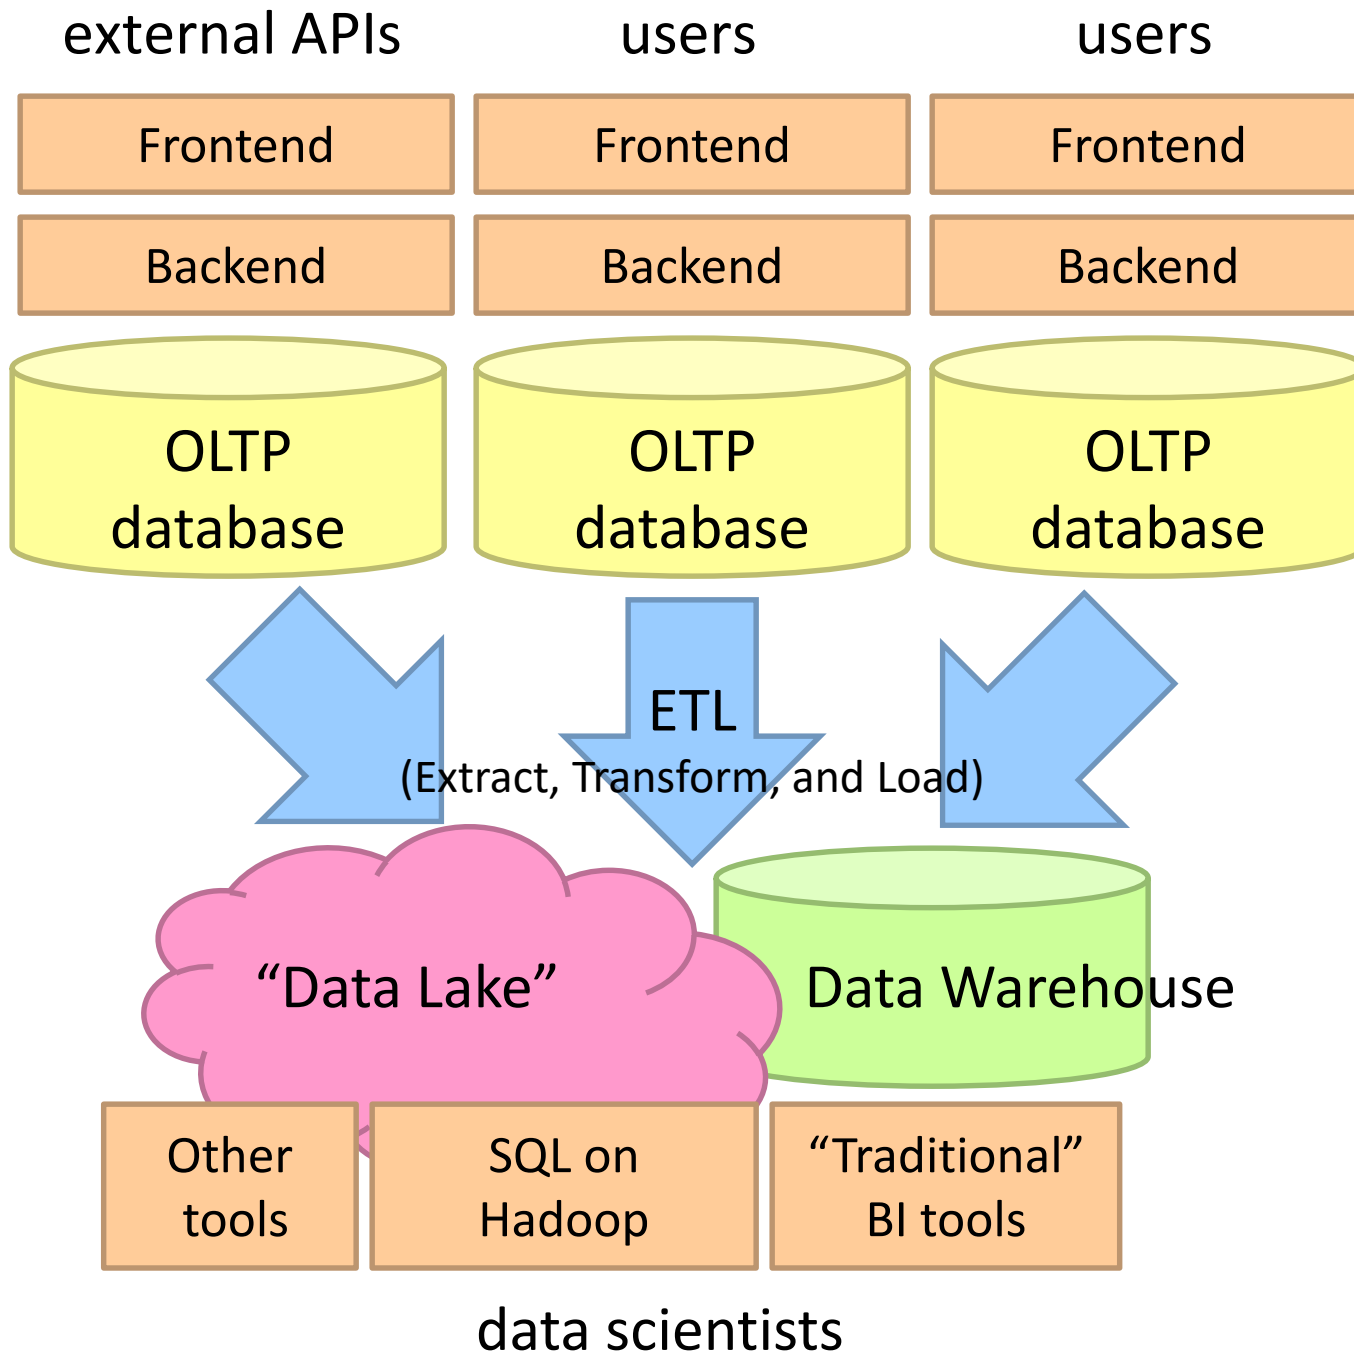 external APIs
users
users
Frontend
Frontend
Frontend
Backend
Backend
Backend
OLTP
database
OLTP
database
OLTP
database
ETL
(Extract, Transform, and Load)
“Data Lake”
Data Warehouse
Other
tools
SQL on
Hadoop
“Traditional”
BI tools
data scientists